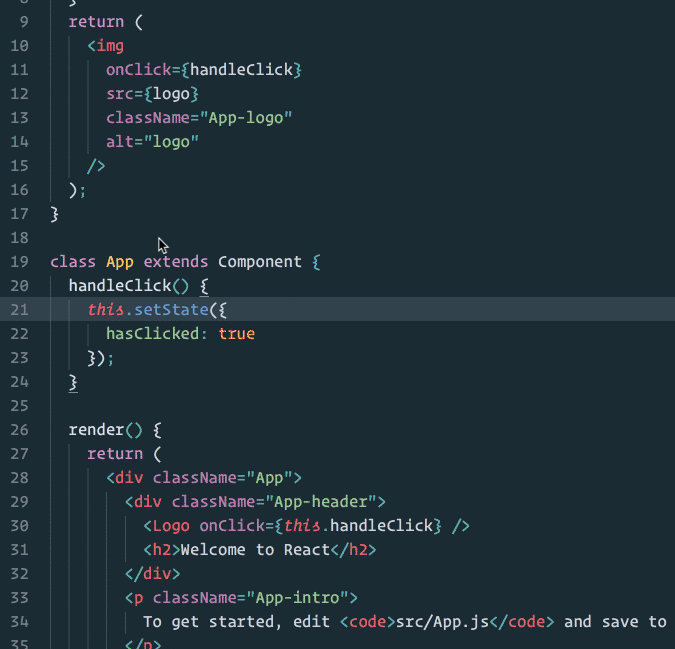 8 }
9 return (
10 <img
11 onClick={handleClick}
12 src={logo}
13 className="App-logo"
14 alt="logo"
15 />
16 );
17 }
18
19 class App extends Component {
20 handleClick() {
21 this.setState({
22 hasClicked: true
23 });
24 }
25
26 render() {
27 return (
28 <div className="App">
29 <div className="App-header">
30 <Logo onClick={this.handleClick} />
31 <h2>Welcome to React</h2>
32 </div>
33 <p className="App-intro">
34 To get started, edit <code>src/App.js</code> and save to
35 </p>